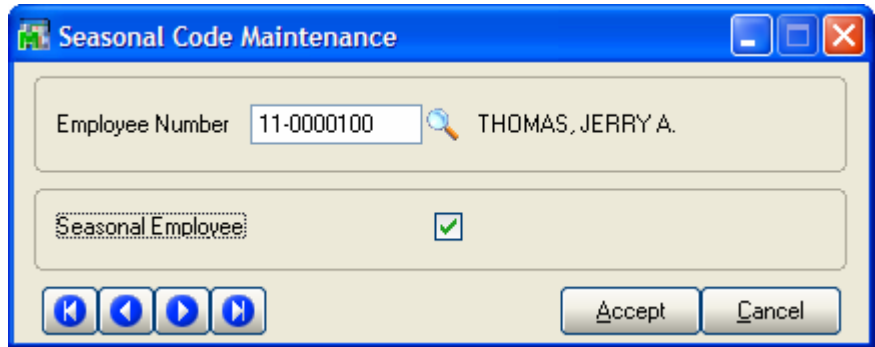 Seasonal Code Maintenance
Employee Number 11-0000100 THOMAS, JERRY A.
Seasonal Employee
Accept Cancel